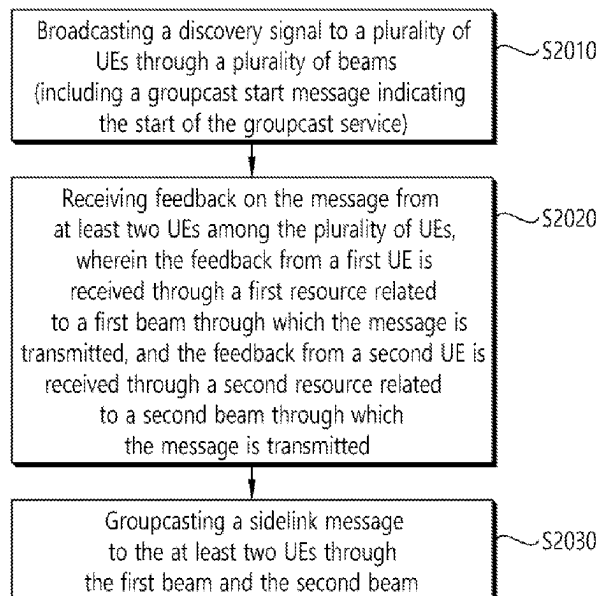 Broadcasting a discovery signal to a plurality of
UEs through a plurality of beams
(including a groupcast start message indicating
the start of the groupcast service)
S2010
Receiving feedback on the message from
at least two UEs among the plurality of UEs,
wherein the feedback from a first UE is
received through a first resource related
to a first beam through which the message is
transmitted, and the feedback from a second UE is
received through a second resource related
to a second beam through which
the message is transmitted
S2020
Groupcasting a sidelink message
to the at least two UEs through
the first beam and the second beam
S2030